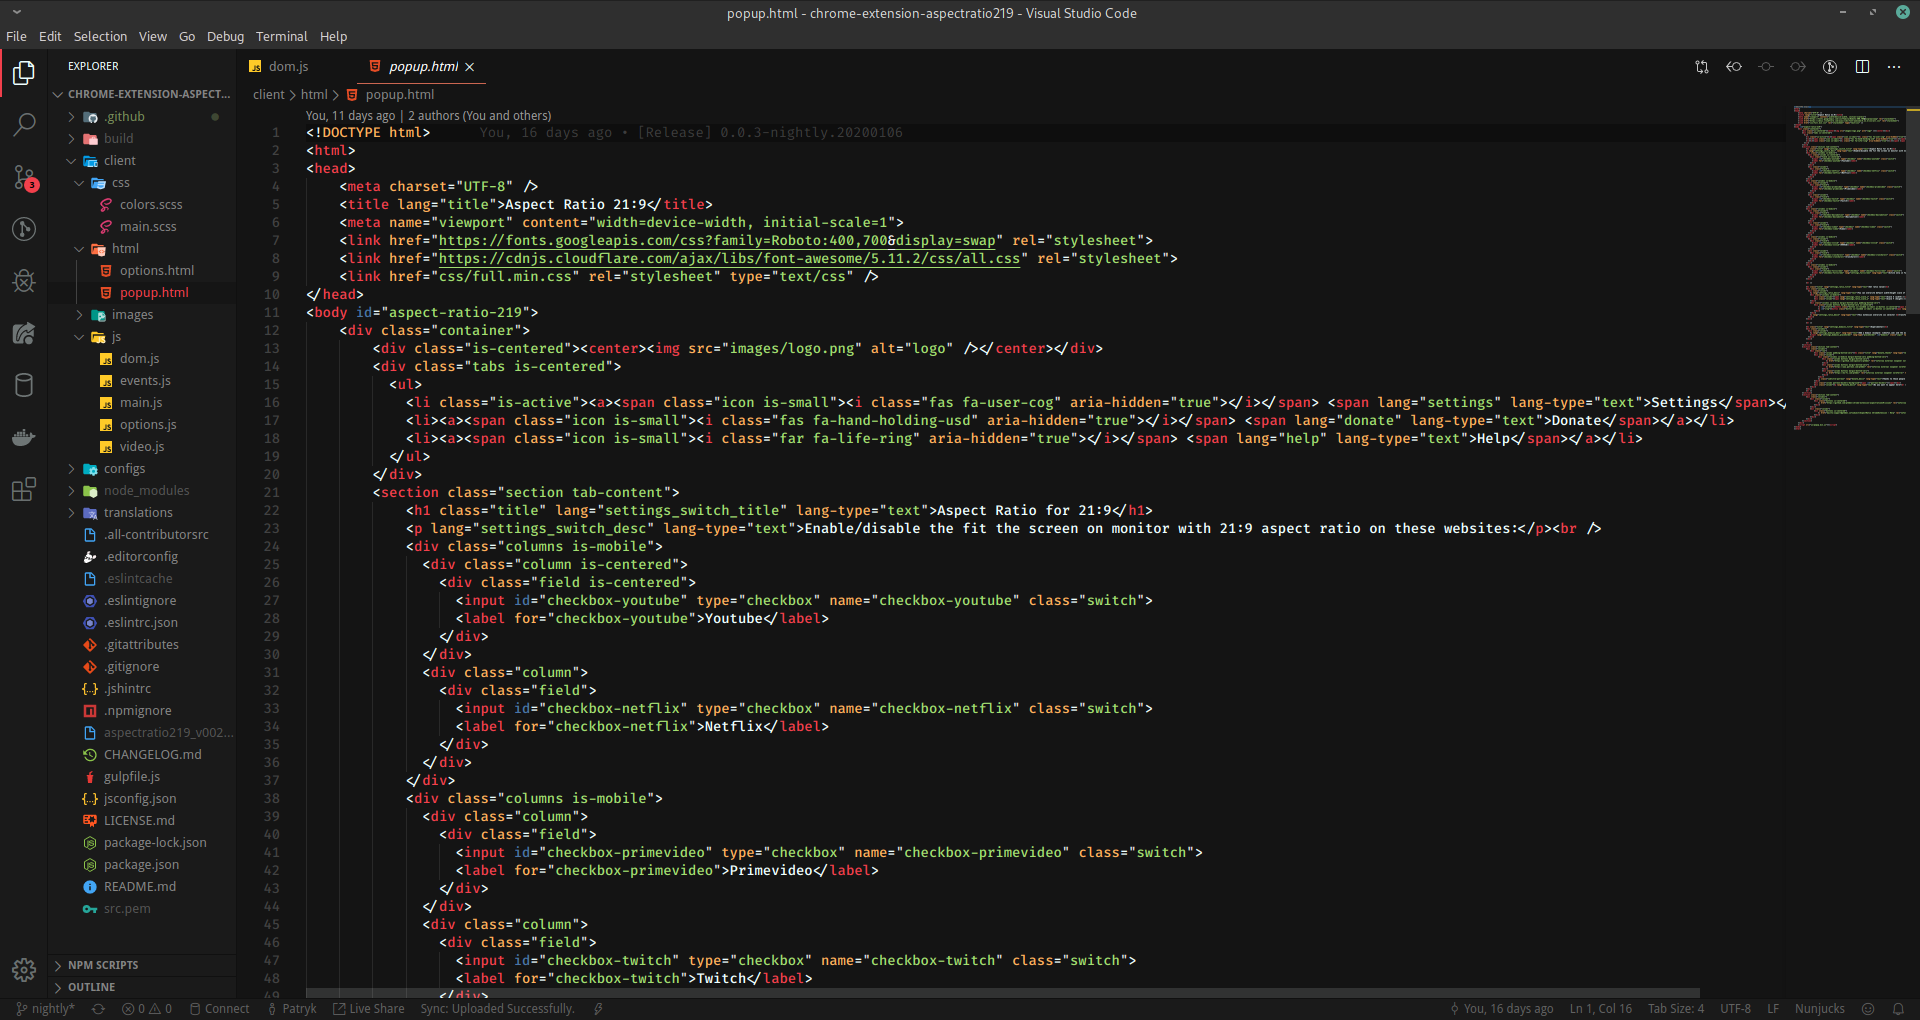 popup.html - chrome-extension-aspectratio219 - Visual Studio Code
File Edit Selection View Go Debug Terminal Help
EXPLORER
CHROME-EXTENSION-ASPECT...
.github
build
client
css
colors.scss
main.scss
html
options.html
popup.html
images
js
dom.js
events.js
main.js
options.js
video.js
configs
node_modules
translations
.all-contributorsrc
.editorconfig
.eslintcache
.eslintignore
.eslintrc.json
.gitattributes
.gitignore
.jshintrc
.npmignore
aspectratio219_v002...
CHANGELOG.md
gulpfile.js
jsconfig.json
LICENSE.md
package-lock.json
package.json
README.md
src.pem
NPM SCRIPTS
OUTLINE
3
dom.js popup.html
client > html > popup.html
You, 11 days ago | 2 authors (You and others)
1 <!DOCTYPE html> You, 16 days ago • [Release] 0.0.3-nightly.20200106
2 <html>
3 <head>
4 <meta charset="UTF-8" />
5 <title lang="title">Aspect Ratio 21:9</title>
6 <meta name="viewport" content="width=device-width, initial-scale=1">
7 <link href="https://fonts.googleapis.com/css?family=Roboto:400,700&display=swap" rel="stylesheet">
8 <link href="https://cdnjs.cloudflare.com/ajax/libs/font-awesome/5.11.2/css/all.css" rel="stylesheet">
9 <link href="css/full.min.css" rel="stylesheet" type="text/css" />
10 </head>
11 <body id="aspect-ratio-219">
12 <div class="container">
13 <div class="is-centered"><center><img src="images/logo.png" alt="logo" /></center></div>
14 <div class="tabs is-centered">
15 <ul>
16 <li class="is-active"><a><span class="icon is-small"><i class="fas fa-user-cog" aria-hidden="true"></i></span> <span lang="settings" lang-type="text">Settings</span></
17 <li><a><span class="icon is-small"><i class="fas fa-hand-holding-usd" aria-hidden="true"></i></span> <span lang="donate" lang-type="text">Donate</span></a></li>
18 <li><a><span class="icon is-small"><i class="far fa-life-ring" aria-hidden="true"></i></span> <span lang="help" lang-type="text">Help</span></a></li>
19 </ul>
20 </div>
21 <section class="section tab-content">
22 <h1 class="title" lang="settings_switch_title" lang-type="text">Aspect Ratio for 21:9</h1>
23 <p lang="settings_switch_desc" lang-type="text">Enable/disable the fit the screen on monitor with 21:9 aspect ratio on these websites:</p><br />
24 <div class="columns is-mobile">
25 <div class="column is-centered">
26 <div class="field is-centered">
27 <input id="checkbox-youtube" type="checkbox" name="checkbox-youtube" class="switch">
28 <label for="checkbox-youtube">Youtube</label>
29 </div>
30 </div>
31 <div class="column">
32 <div class="field">
33 <input id="checkbox-netflix" type="checkbox" name="checkbox-netflix" class="switch">
34 <label for="checkbox-netflix">Netflix</label>
35 </div>
36 </div>
37 </div>
38 <div class="columns is-mobile">
39 <div class="column">
40 <div class="field">
41 <input id="checkbox-primevideo" type="checkbox" name="checkbox-primevideo" class="switch">
42 <label for="checkbox-primevideo">Primevideo</label>
43 </div>
44 </div>
45 <div class="column">
46 <div class="field">
47 <input id="checkbox-twitch" type="checkbox" name="checkbox-twitch" class="switch">
48 <label for="checkbox-twitch">Twitch</label>
49 </div>
nightly* 0 0 Connect Patryk Live Share Sync: Uploaded Successfully. You, 16 days ago Ln 1, Col 16 Tab Size: 4 UTF-8 LF Nunjucks